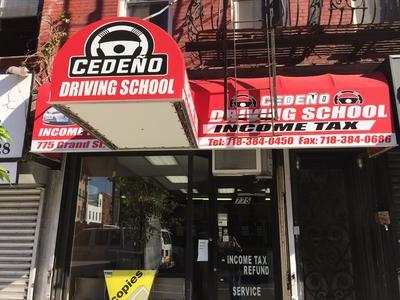 CEDEÑO
DRIVING SCHOOL
INCOME
775 Grand S
CEDEÑO
DRIVING SCHOOL
INCOME TAX
Tel: 718-384-0450 Fax: 718-384-0686
28
775
INCOME TAX
REFUND
SERVICE
copies